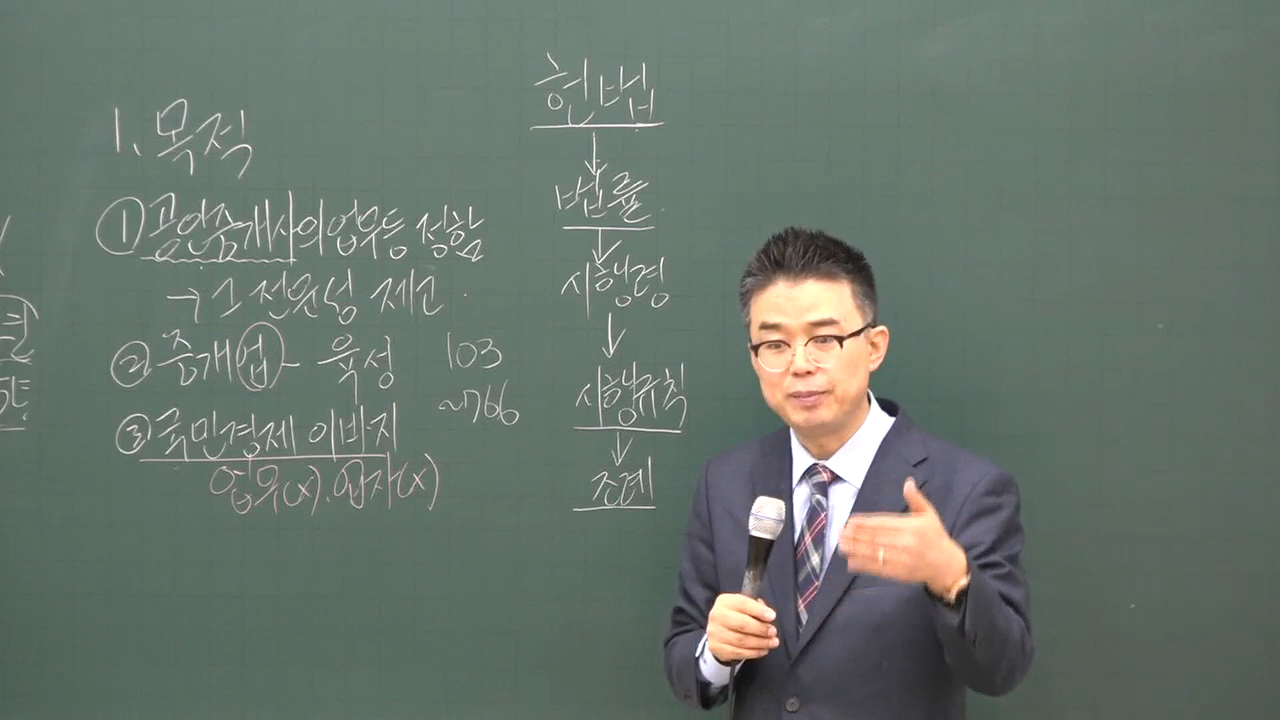 1. 목적
① 공인중개사의 업무등 정함
→ 그 전문성 제고.
② 중개업 - 육성
③ 국민경제 이바지
업무(x). 업자(x)
103
~766
헌법
↓
법률.
↓
시행령
↓
시행규칙
↓
조례